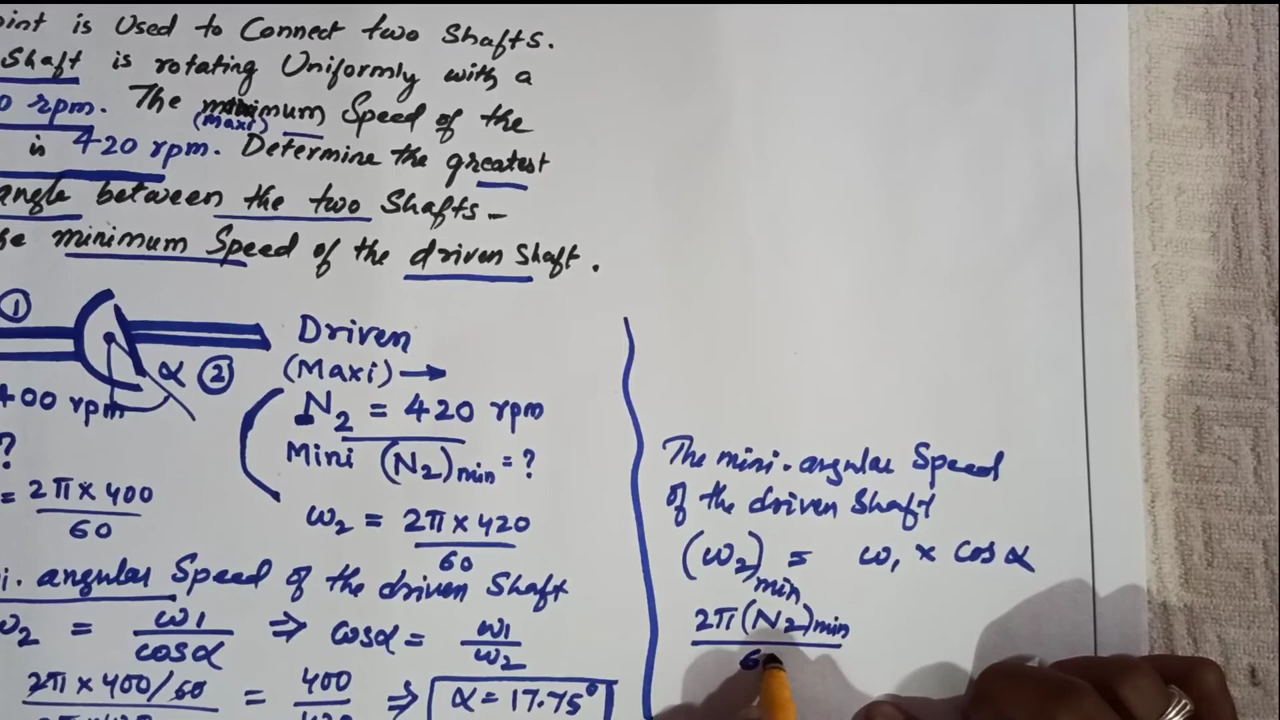 oint is Used to Connect two Shafts.
Shaft is rotating Uniformly with a
0 rpm. The minimum Speed of the
(Maxi)
is 420 rpm. Determine the greatest
angle between the two Shafts-
se minimum Speed of the driven Shaft.
①
Driven
(Maxi) →
α ②
400 rpm
N2 = 420 rpm
?
Mini (N2)min = ?
= 2π×400/60
ω2 = 2π×420/60
i. angular Speed of the driven Shaft
ω2 = ω1/cosα ⇒ cosα = ω1/ω2
2π×400/60 = 400 ⇒ α = 17.75°
The mini. angular Speed
of the driven Shaft
(ω2)min = ω1 × cosα
2π(N2)min
6